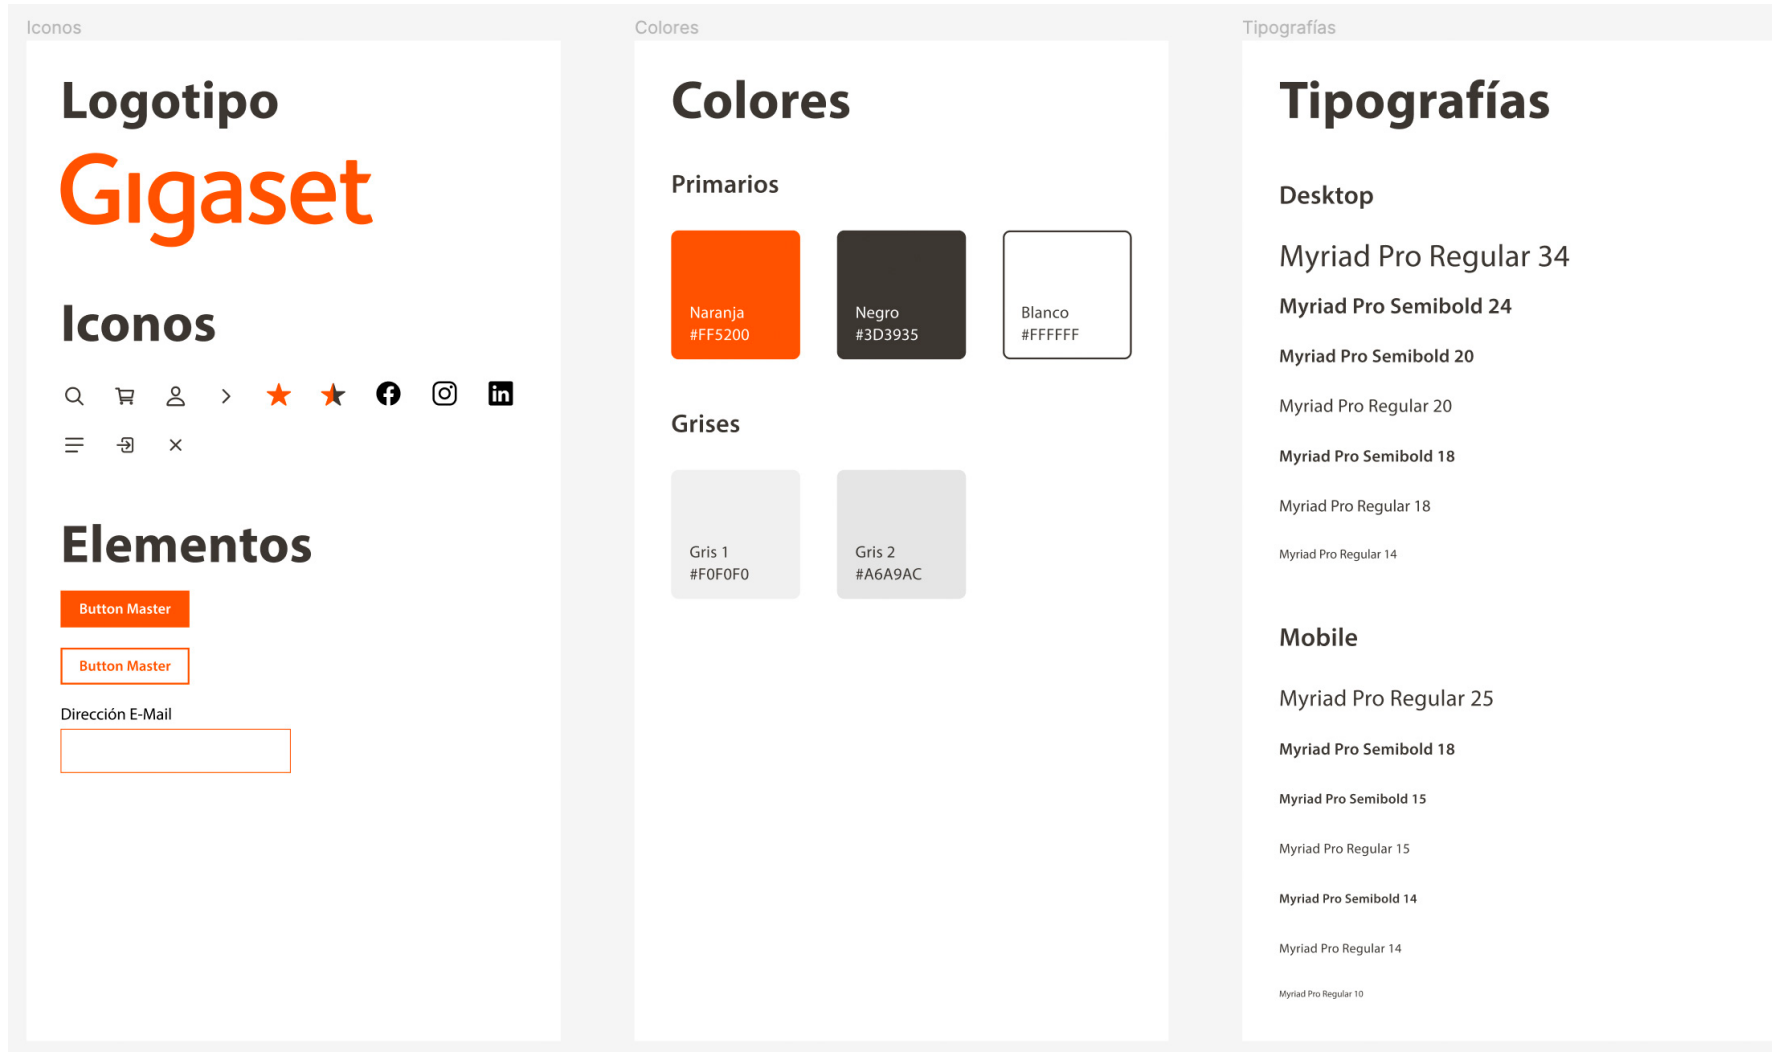 Iconos
Logotipo
Gigaset
Iconos
Elementos
Button Master
Button Master
Dirección E-Mail
Colores
Colores
Primarios
Naranja
#FF5200
Negro
#3D3935
Blanco
#FFFFFF
Grises
Gris 1
#F0F0F0
Gris 2
#A6A9AC
Tipografías
Tipografías
Desktop
Myriad Pro Regular 34
Myriad Pro Semibold 24
Myriad Pro Semibold 20
Myriad Pro Regular 20
Myriad Pro Semibold 18
Myriad Pro Regular 18
Myriad Pro Regular 14
Mobile
Myriad Pro Regular 25
Myriad Pro Semibold 18
Myriad Pro Semibold 15
Myriad Pro Regular 15
Myriad Pro Semibold 14
Myriad Pro Regular 14
Myriad Pro Regular 10